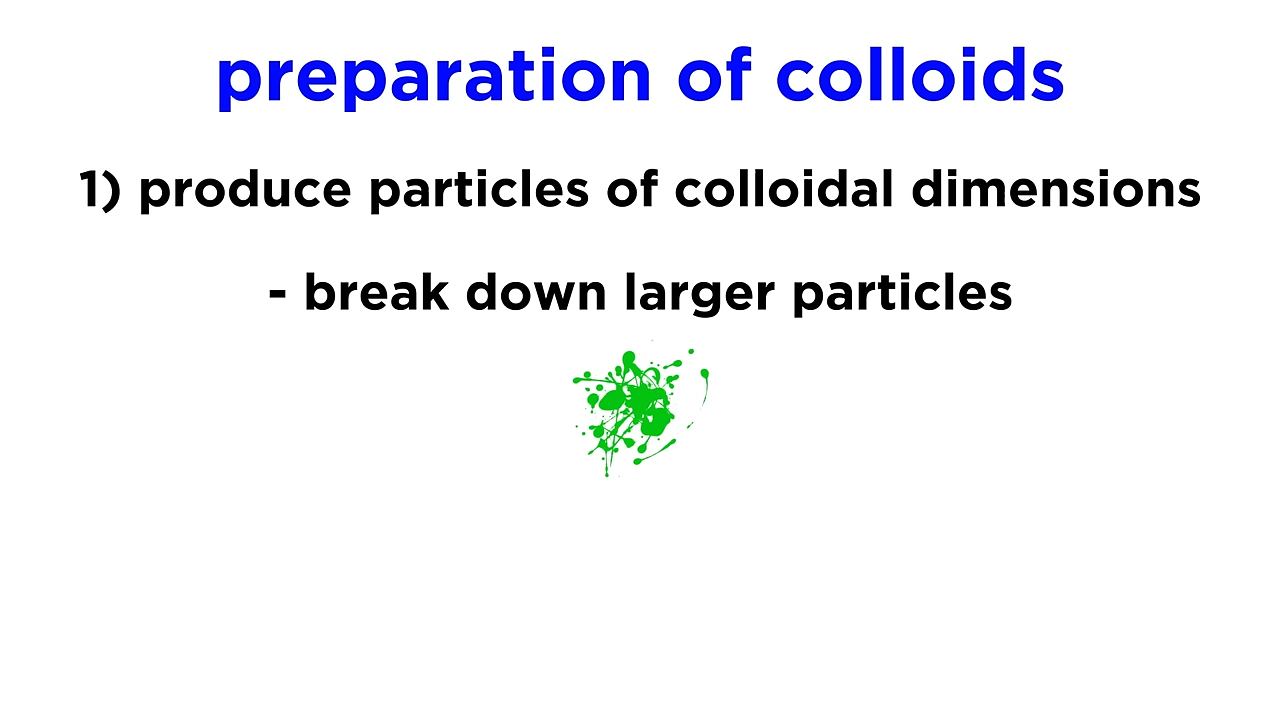 preparation of colloids
1) produce particles of colloidal dimensions
- break down larger particles